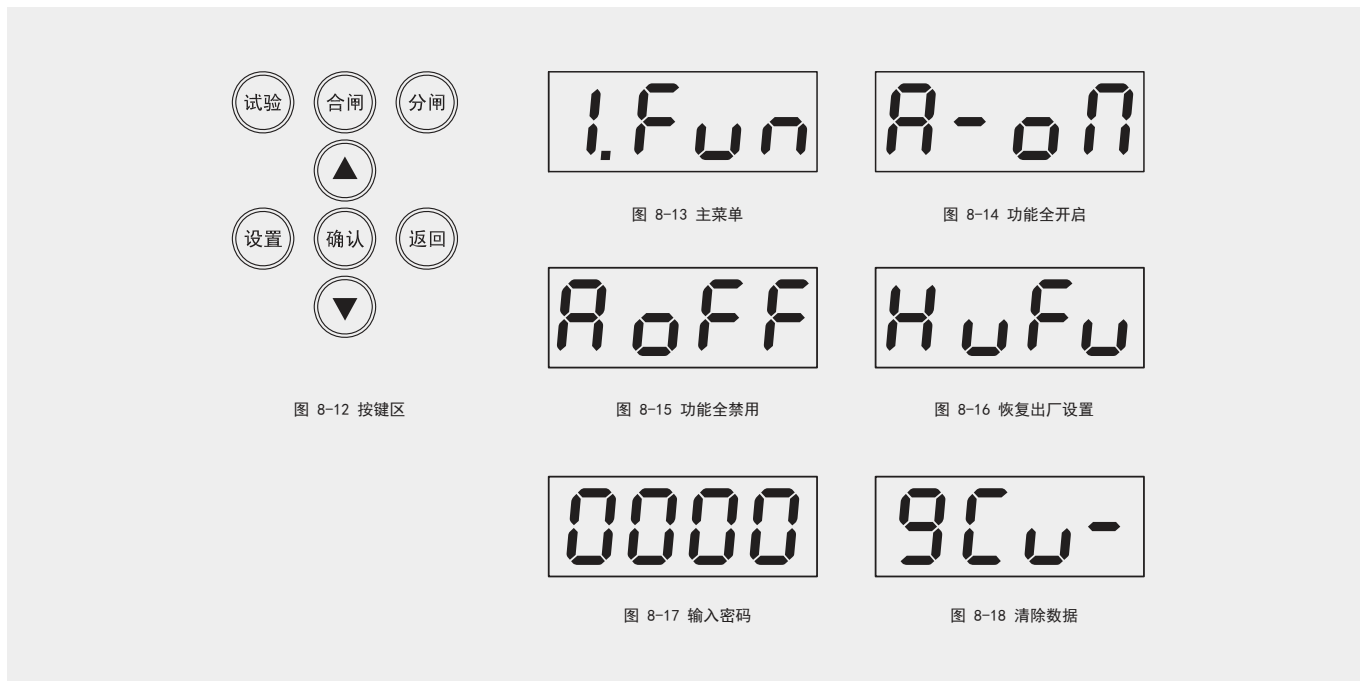 试验 合闸 分闸
▲
设置 确认 返回
▼
图 8-12 按键区
1.Fun
图 8-13 主菜单
A-on
图 8-14 功能全开启
AoFF
图 8-15 功能全禁用
HuFu
图 8-16 恢复出厂设置
0000
图 8-17 输入密码
9Cu-
图 8-18 清除数据